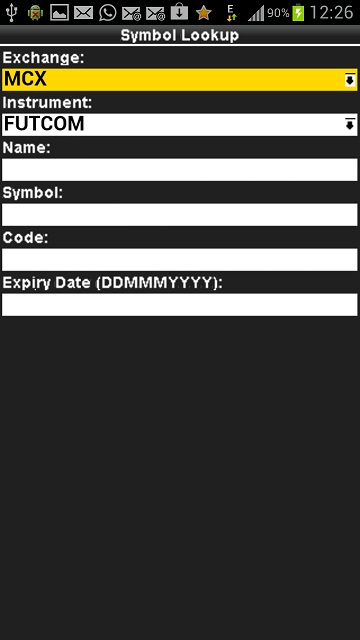 E 90% 12:26
Symbol Lookup
Exchange:
MCX
Instrument:
FUTCOM
Name:
Symbol:
Code:
Expiry Date (DDMMMYYYY):